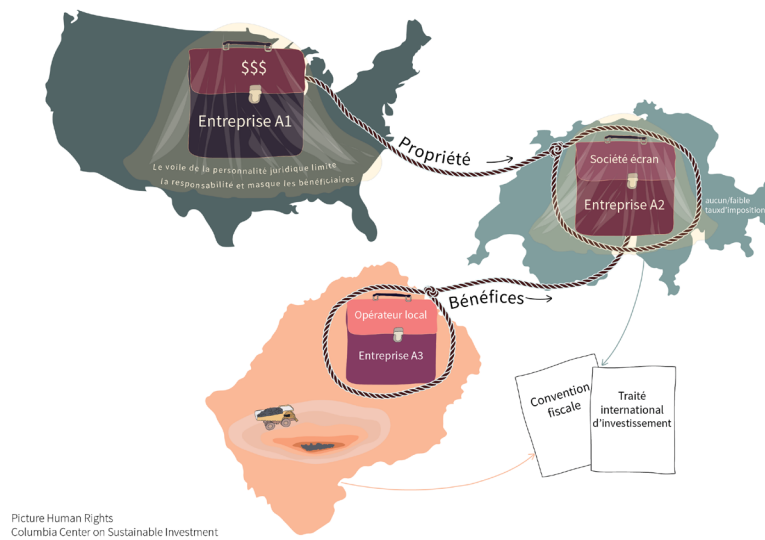 $$$
Entreprise A1
Le voile de la personnalité juridique limite
la responsabilité et masque les bénéficiaires
Propriété
Société écran
Entreprise A2
aucun/faible
tauxd'imposition
Bénéfices
Opérateur local
Entreprise A3
Convention
fiscale
Traité
international
d'investissement
Picture Human Rights
Columbia Center on Sustainable Investment